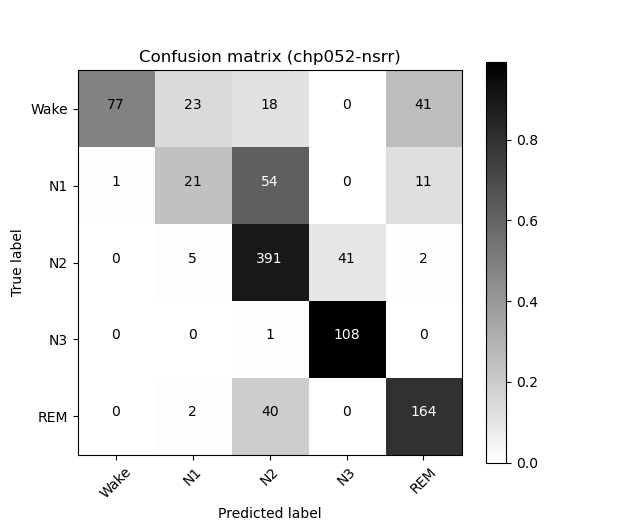 Confusion matrix (chp052-nsrr)
True label
Wake 77 23 18 0 41
N1 1 21 54 0 11
N2 0 5 391 41 2
N3 0 0 1 108 0
REM 0 2 40 0 164
Wake N1 N2 N3 REM
Predicted label
0.8
0.6
0.4
0.2
0.0